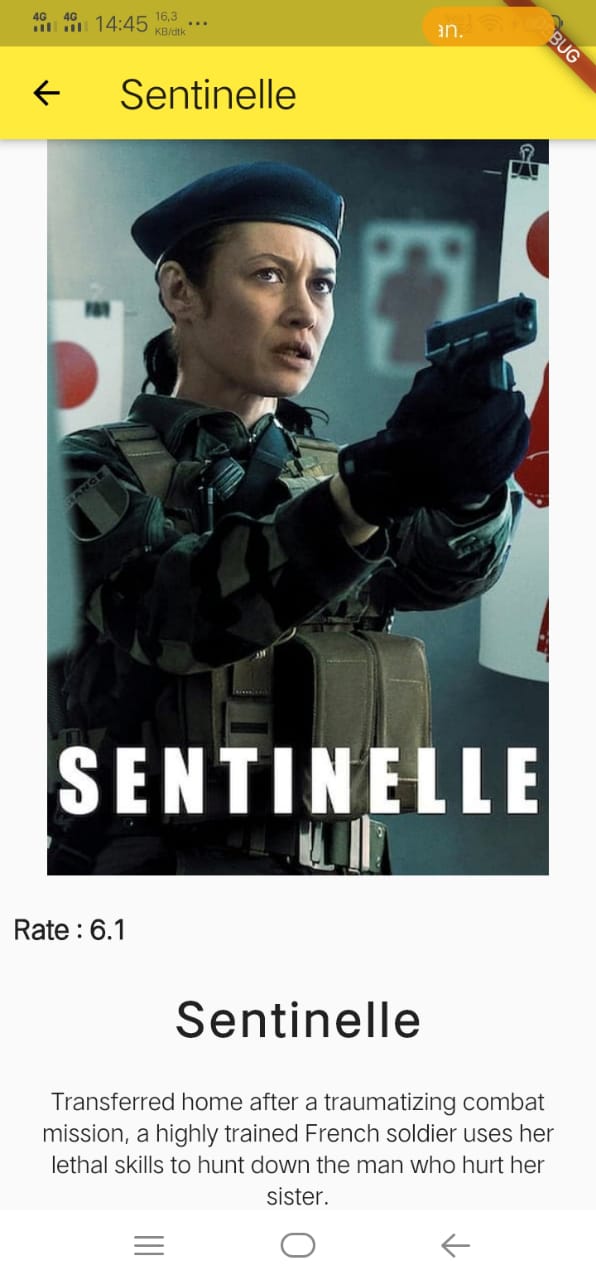 4G 4G 14:45 16,3 KB/dtk ...
an.
BUG
Sentinelle
SENTINELLE
Rate : 6.1
Sentinelle
Transferred home after a traumatizing combat
mission, a highly trained French soldier uses her
lethal skills to hunt down the man who hurt her
sister.